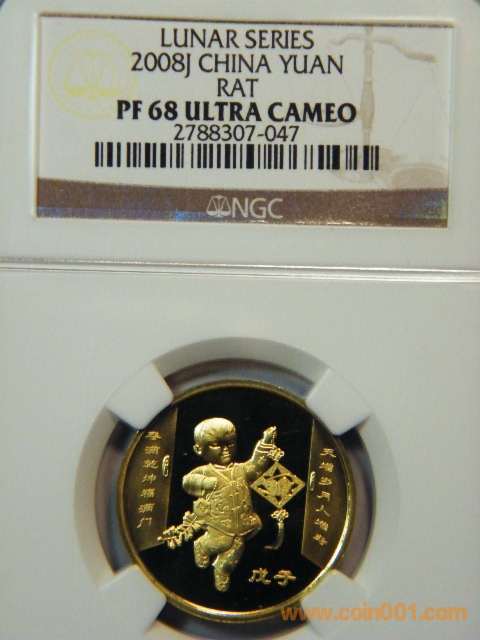 LUNAR SERIES
2008J CHINA YUAN
RAT
PF 68 ULTRA CAMEO
2788307-047
NGC
天增岁月人增寿
春满乾坤福满门
戊子
www.coin001.com